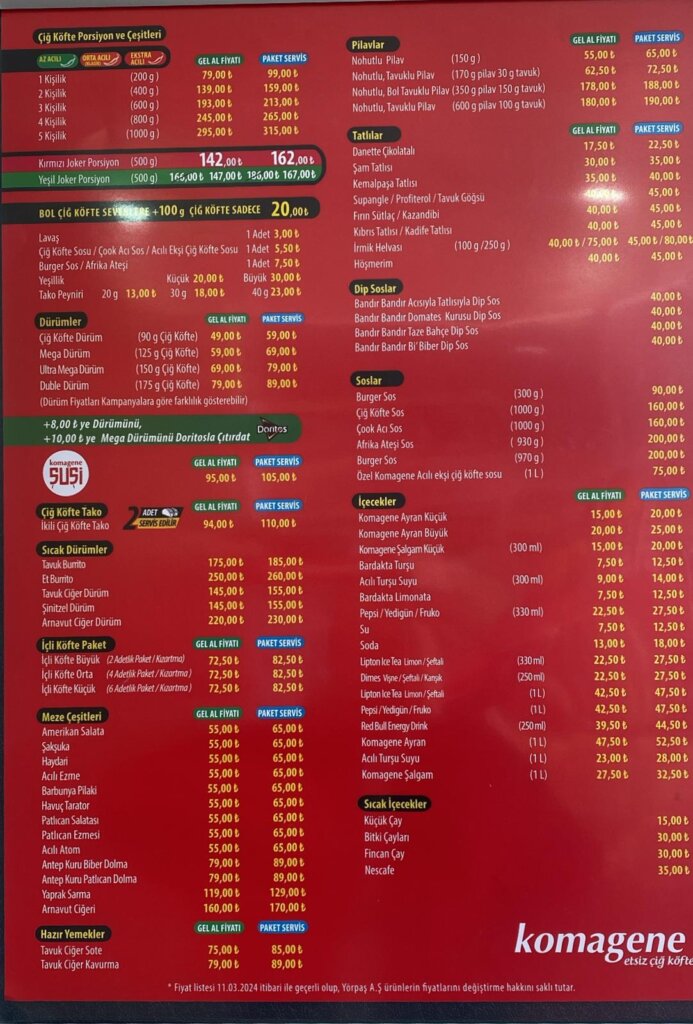 Çiğ Köfte Porsiyon ve Çeşitleri
AZ ACILI ORTA ACILI (KLASİK) EKSTRA ACILI GEL AL FİYATI PAKET SERVİS
1 Kişilik (200 g) 79,00 ₺ 99,00 ₺
2 Kişilik (400 g) 139,00 ₺ 159,00 ₺
3 Kişilik (600 g) 193,00 ₺ 213,00 ₺
4 Kişilik (800 g) 245,00 ₺ 265,00 ₺
5 Kişilik (1000 g) 295,00 ₺ 315,00 ₺
Kırmızı Joker Porsiyon (500 g) 142,00 ₺ 162,00 ₺
Yeşil Joker Porsiyon (500 g) 147,00 ₺ 167,00 ₺
BOL ÇİĞ KÖFTE +100 g ÇİĞ KÖFTE SADECE 20,00 ₺
Lavaş 1 Adet 3,00 ₺
Çiğ Köfte Sosu / Çook Acı Sos / Acılı Ekşi Çiğ Köfte Sosu 1 Adet 5,50 ₺
Burger Sos / Afrika Ateşi 1 Adet 7,50 ₺
Yeşillik Küçük 20,00 ₺ Büyük 30,00 ₺
Tako Peyniri 20 g 13,00 ₺ 30 g 18,00 ₺ 40 g 23,00 ₺
Dürümler GEL AL FİYATI PAKET SERVİS
Çiğ Köfte Dürüm (90 g Çiğ Köfte) 49,00 ₺ 59,00 ₺
Mega Dürüm (125 g Çiğ Köfte) 59,00 ₺ 69,00 ₺
Ultra Mega Dürüm (150 g Çiğ Köfte) 69,00 ₺ 79,00 ₺
Duble Dürüm (175 g Çiğ Köfte) 79,00 ₺ 89,00 ₺
(Dürüm Fiyatları Kampanyalara göre farklılık gösterebilir)
+8,00 ₺ ye Dürümünü,
+10,00 ₺ ye Mega Dürümünü Doritosla Çıtırdat Doritos
komagene ŞUŞİ GEL AL FİYATI PAKET SERVİS
95,00 ₺ 105,00 ₺
Çiğ Köfte Tako 2 ADET SERVİS EDİLİR GEL AL FİYATI PAKET SERVİS
İkili Çiğ Köfte Tako 94,00 ₺ 110,00 ₺
Sıcak Dürümler
Tavuk Burrito 175,00 ₺ 185,00 ₺
Et Burrito 250,00 ₺ 260,00 ₺
Tavuk Ciğer Dürüm 145,00 ₺ 155,00 ₺
Şinitzel Dürüm 145,00 ₺ 155,00 ₺
Arnavut Ciğer Dürüm 220,00 ₺ 230,00 ₺
İçli Köfte Paket GEL AL FİYATI PAKET SERVİS
İçli Köfte Büyük (2 Adetlik Paket / Kızartma) 72,50 ₺ 82,50 ₺
İçli Köfte Orta (4 Adetlik Paket / Kızartma) 72,50 ₺ 82,50 ₺
İçli Köfte Küçük (6 Adetlik Paket / Kızartma) 72,50 ₺ 82,50 ₺
Meze Çeşitleri GEL AL FİYATI PAKET SERVİS
Amerikan Salata 55,00 ₺ 65,00 ₺
Şakşuka 55,00 ₺ 65,00 ₺
Haydari 55,00 ₺ 65,00 ₺
Acılı Ezme 55,00 ₺ 65,00 ₺
Barbunya Pilaki 55,00 ₺ 65,00 ₺
Havuç Tarator 55,00 ₺ 65,00 ₺
Patlıcan Salatası 55,00 ₺ 65,00 ₺
Patlıcan Ezmesi 55,00 ₺ 65,00 ₺
Acılı Atom 55,00 ₺ 65,00 ₺
Antep Kuru Biber Dolma 79,00 ₺ 89,00 ₺
Antep Kuru Patlıcan Dolma 79,00 ₺ 89,00 ₺
Yaprak Sarma 119,00 ₺ 129,00 ₺
Arnavut Ciğeri 160,00 ₺ 170,00 ₺
Hazır Yemekler GEL AL FİYATI PAKET SERVİS
Tavuk Ciğer Sote 75,00 ₺ 85,00 ₺
Tavuk Ciğer Kavurma 79,00 ₺ 89,00 ₺
Pilavlar GEL AL FİYATI PAKET SERVİS
Nohutlu Pilav (150 g) 55,00 ₺ 65,00 ₺
Nohutlu, Tavuklu Pilav (170 g pilav 30 g tavuk) 62,50 ₺ 72,50 ₺
Nohutlu, Bol Tavuklu Pilav (350 g pilav 150 g tavuk) 178,00 ₺ 188,00 ₺
Nohutlu, Tavuklu Pilav (600 g pilav 100 g tavuk) 180,00 ₺ 190,00 ₺
Tatlılar GEL AL FİYATI PAKET SERVİS
Danette Çikolatalı 17,50 ₺ 22,50 ₺
Şam Tatlısı 30,00 ₺ 35,00 ₺
Kemalpaşa Tatlısı 35,00 ₺ 40,00 ₺
Supangle / Profiterol / Tavuk Göğsü 45,00 ₺
Fırın Sütlaç / Kazandibi 40,00 ₺ 45,00 ₺
Kıbrıs Tatlısı / Kadife Tatlısı 40,00 ₺ 45,00 ₺
İrmik Helvası (100 g /250 g) 40,00 ₺ / 75,00 ₺ 45,00 ₺ / 80,00 ₺
Höşmerim 40,00 ₺ 45,00 ₺
Dip Soslar
Bandır Bandır Acısıyla Tatlısıyla Dip Sos 40,00 ₺
Bandır Bandır Domates Kurusu Dip Sos 40,00 ₺
Bandır Bandır Taze Bahçe Dip Sos 40,00 ₺
Bandır Bandır Bi' Biber Dip Sos 40,00 ₺
Soslar
Burger Sos (300 g) 90,00 ₺
Çiğ Köfte Sos (1000 g) 160,00 ₺
Çook Acı Sos (1000 g) 160,00 ₺
Afrika Ateşi Sos (930 g) 200,00 ₺
Burger Sos (970 g) 200,00 ₺
Özel Komagene Acılı ekşi çiğ köfte sosu (1 L) 75,00 ₺
İçecekler GEL AL FİYATI PAKET SERVİS
Komagene Ayran Küçük 15,00 ₺ 20,00 ₺
Komagene Ayran Büyük 20,00 ₺ 25,00 ₺
Komagene Şalgam Küçük (300 ml) 15,00 ₺ 20,00 ₺
Bardakta Turşu 7,50 ₺ 12,50 ₺
Acılı Turşu Suyu (300 ml) 9,00 ₺ 14,00 ₺
Bardakta Limonata 7,50 ₺ 12,50 ₺
Pepsi / Yedigün / Fruko (330 ml) 22,50 ₺ 27,50 ₺
Su 7,50 ₺ 12,50 ₺
Soda 13,00 ₺ 18,00 ₺
Lipton Ice Tea Limon / Şeftali (330 ml) 22,50 ₺ 27,50 ₺
Dimes Vişne / Şeftali / Karışık (250 ml) 22,50 ₺ 27,50 ₺
Lipton Ice Tea Limon / Şeftali (1 L) 42,50 ₺ 47,50 ₺
Pepsi / Yedigün / Fruko (1 L) 42,50 ₺ 47,50 ₺
Red Bull Energy Drink (250 ml) 39,50 ₺ 44,50 ₺
Komagene Ayran (1 L) 47,50 ₺ 52,50 ₺
Acılı Turşu Suyu (1 L) 23,00 ₺ 28,00 ₺
Komagene Şalgam (1 L) 27,50 ₺ 32,50 ₺
Sıcak İçecekler
Küçük Çay 15,00 ₺
Bitki Çayları 30,00 ₺
Fincan Çay 30,00 ₺
Nescafe 35,00 ₺
komagene
etsiz çiğ köfte
* Fiyat listesi 11.03.2024 itibari ile geçerli olup, Yörpaş A.Ş ürünlerin fiyatlarını değiştirme hakkını saklı tutar.